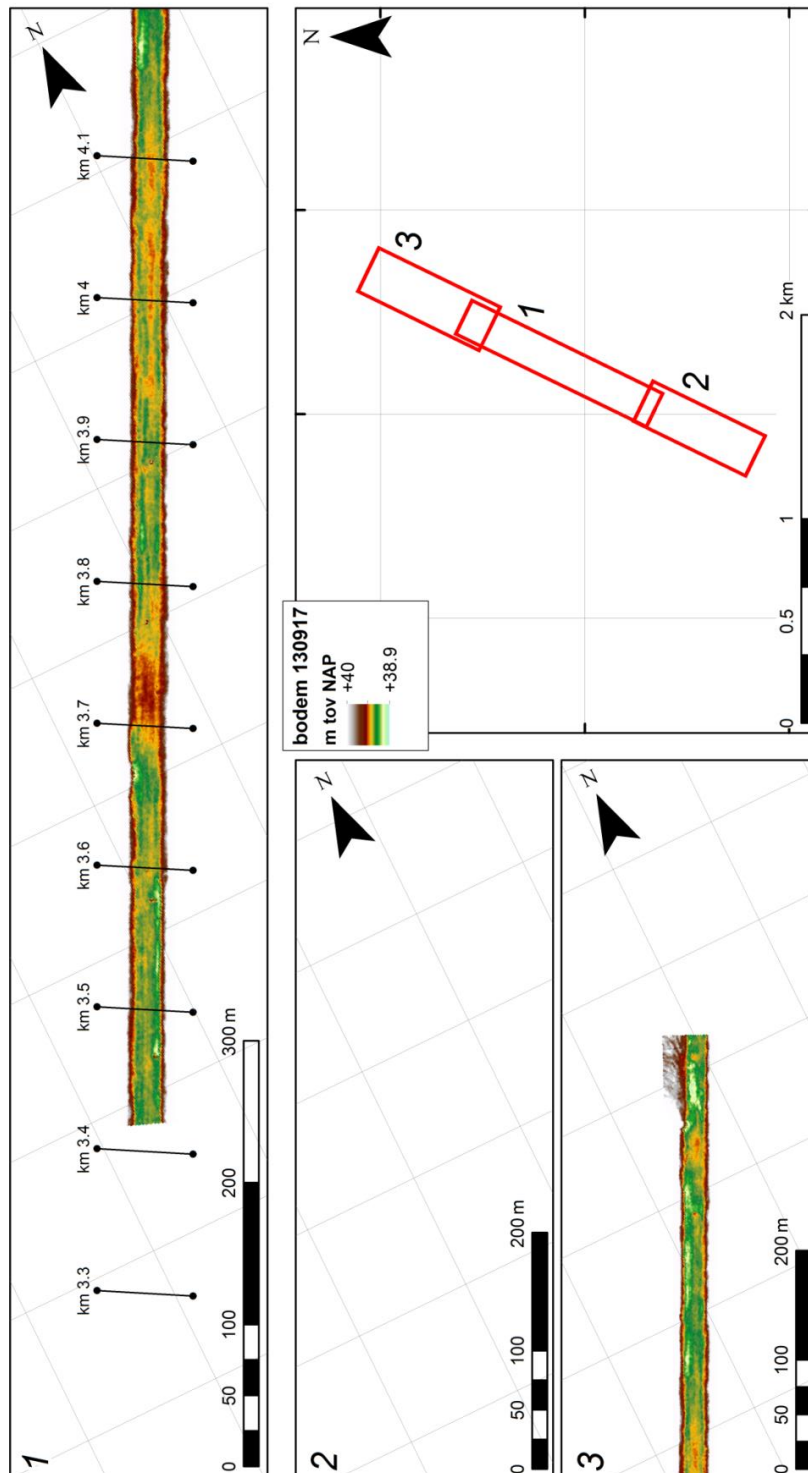 1
N
km 3.3
km 3.4
km 3.5
km 3.6
km 3.7
km 3.8
km 3.9
km 4
km 4.1
0
50
100
200
300 m
2
N
0
50
100
200 m
bodem 130917
m tov NAP
+40
+38.9
N
3
1
2
0
0.5
1
2 km
3
N
0
50
100
200 m